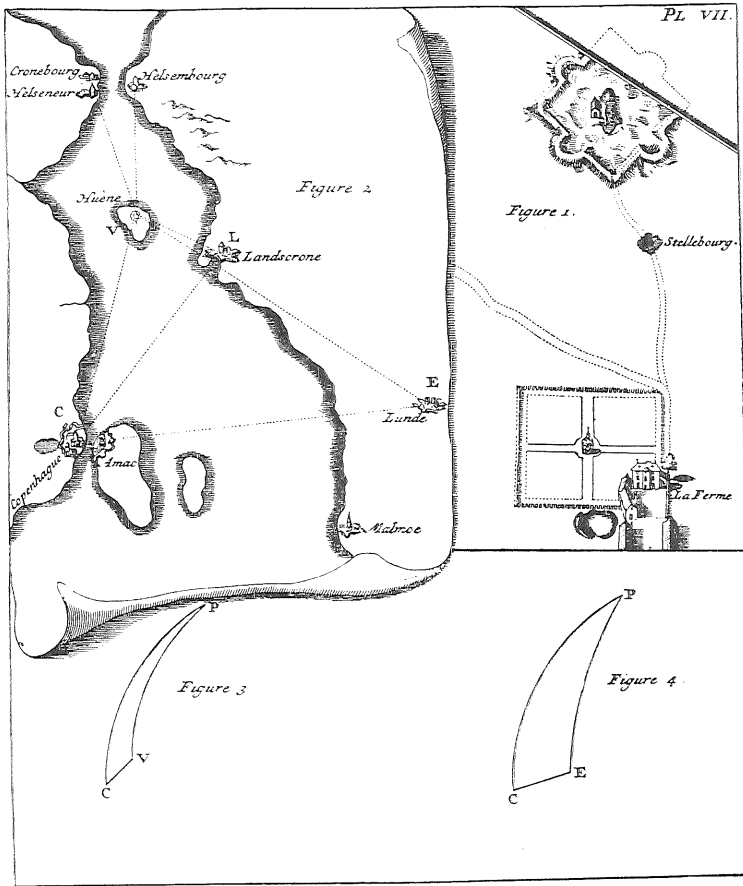 PL VII.
Cronebourg
Helsembourg
Helseneur
Figure 2
Huene
V
Figure 1.
L
Landscrone
Stellebourg.
E
C
Lunde
Copenhague
Amac
La Ferme
Malmoe
P
P
Figure 3
Figure 4.
V
E
C
C